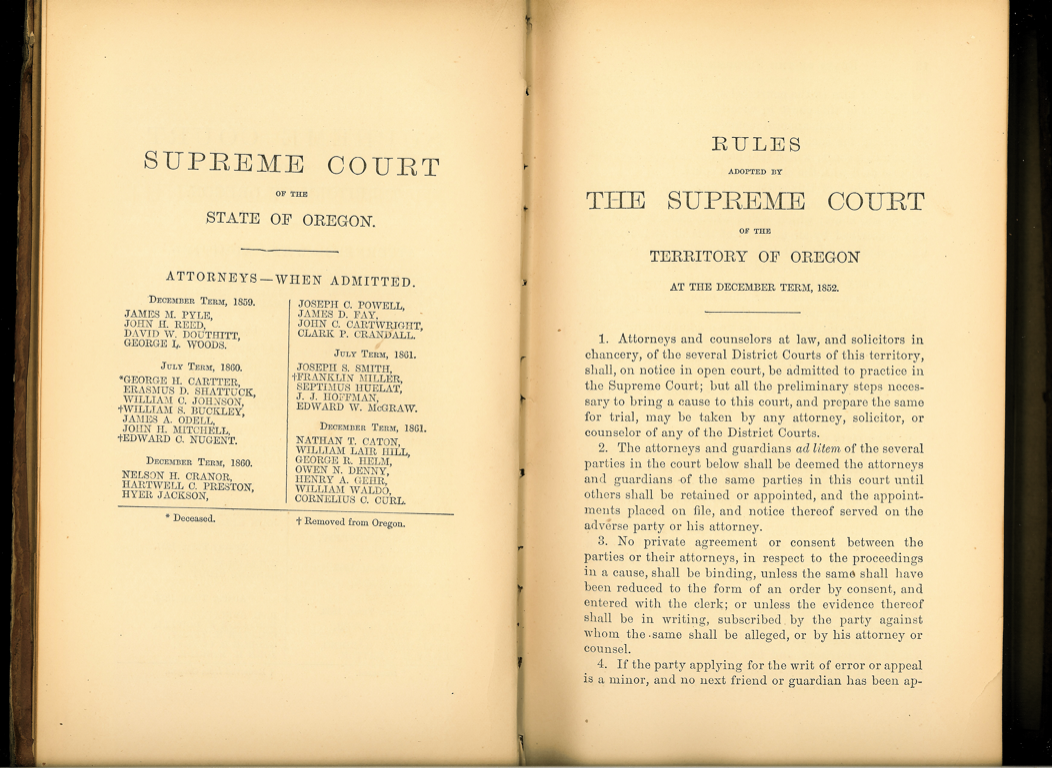 SUPREME COURT
OF THE
STATE OF OREGON.
ATTORNEYS—WHEN ADMITTED.
DECEMBER TERM, 1859.
JAMES M. PYLE,
JOHN H. REED,
DAVID W. DOUTHITT,
GEORGE L. WOODS.
JULY TERM, 1860.
*GEORGE H. CARTTER,
ERASMUS D. SHATTUCK,
WILLIAM C. JOHNSON,
†WILLIAM S. BUCKLEY,
JAMES A. ODELL,
JOHN H. MITCHELL,
†EDWARD C. NUGENT.
DECEMBER TERM, 1860.
NELSON H. CRANOR,
HARTWELL C. PRESTON,
HYER JACKSON,
JOSEPH C. POWELL,
JAMES D. FAY,
JOHN C. CARTWRIGHT,
CLARK P. CRANDALL.
JULY TERM, 1861.
JOSEPH S. SMITH,
†FRANKLIN MILLER,
SEPTIMUS HUELAT,
J. J. HOFFMAN,
EDWARD W. McGRAW.
DECEMBER TERM, 1861.
NATHAN T. CATON,
WILLIAM LAIR HILL,
GEORGE R. HELM,
OWEN N. DENNY,
HENRY A. GEHR,
WILLIAM WALDO,
CORNELIUS C. CURL.
* Deceased.
† Removed from Oregon.
RULES
ADOPTED BY
THE SUPREME COURT
OF THE
TERRITORY OF OREGON
AT THE DECEMBER TERM, 1852.
1. Attorneys and counselors at law, and solicitors in
chancery, of the several District Courts of this territory,
shall, on notice in open court, be admitted to practice in
the Supreme Court; but all the preliminary steps neces-
sary to bring a cause to this court, and prepare the same
for trial, may be taken by any attorney, solicitor, or
counselor of any of the District Courts.
2. The attorneys and guardians ad litem of the several
parties in the court below shall be deemed the attorneys
and guardians of the same parties in this court until
others shall be retained or appointed, and the appoint-
ments placed on file, and notice thereof served on the
adverse party or his attorney.
3. No private agreement or consent between the
parties or their attorneys, in respect to the proceedings
in a cause, shall be binding, unless the same shall have
been reduced to the form of an order by consent, and
entered with the clerk; or unless the evidence thereof
shall be in writing, subscribed by the party against
whom the same shall be alleged, or by his attorney or
counsel.
4. If the party applying for the writ of error or appeal
is a minor, and no next friend or guardian has been ap-